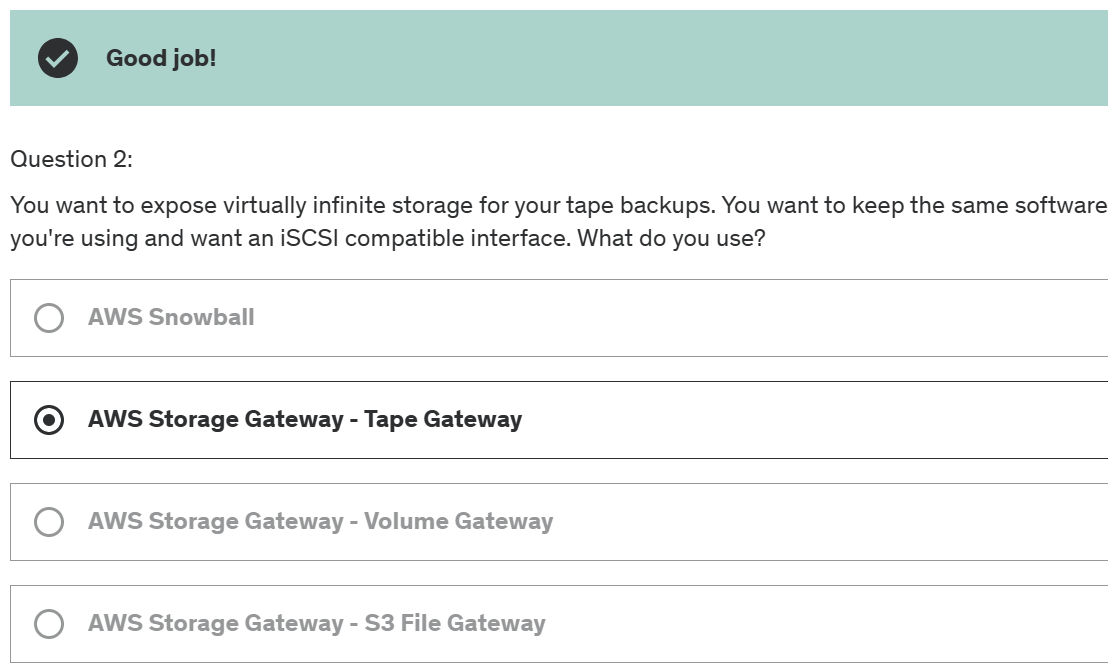 Good job!
Question 2:
You want to expose virtually infinite storage for your tape backups. You want to keep the same software
you're using and want an iSCSI compatible interface. What do you use?
AWS Snowball
AWS Storage Gateway - Tape Gateway
AWS Storage Gateway - Volume Gateway
AWS Storage Gateway - S3 File Gateway